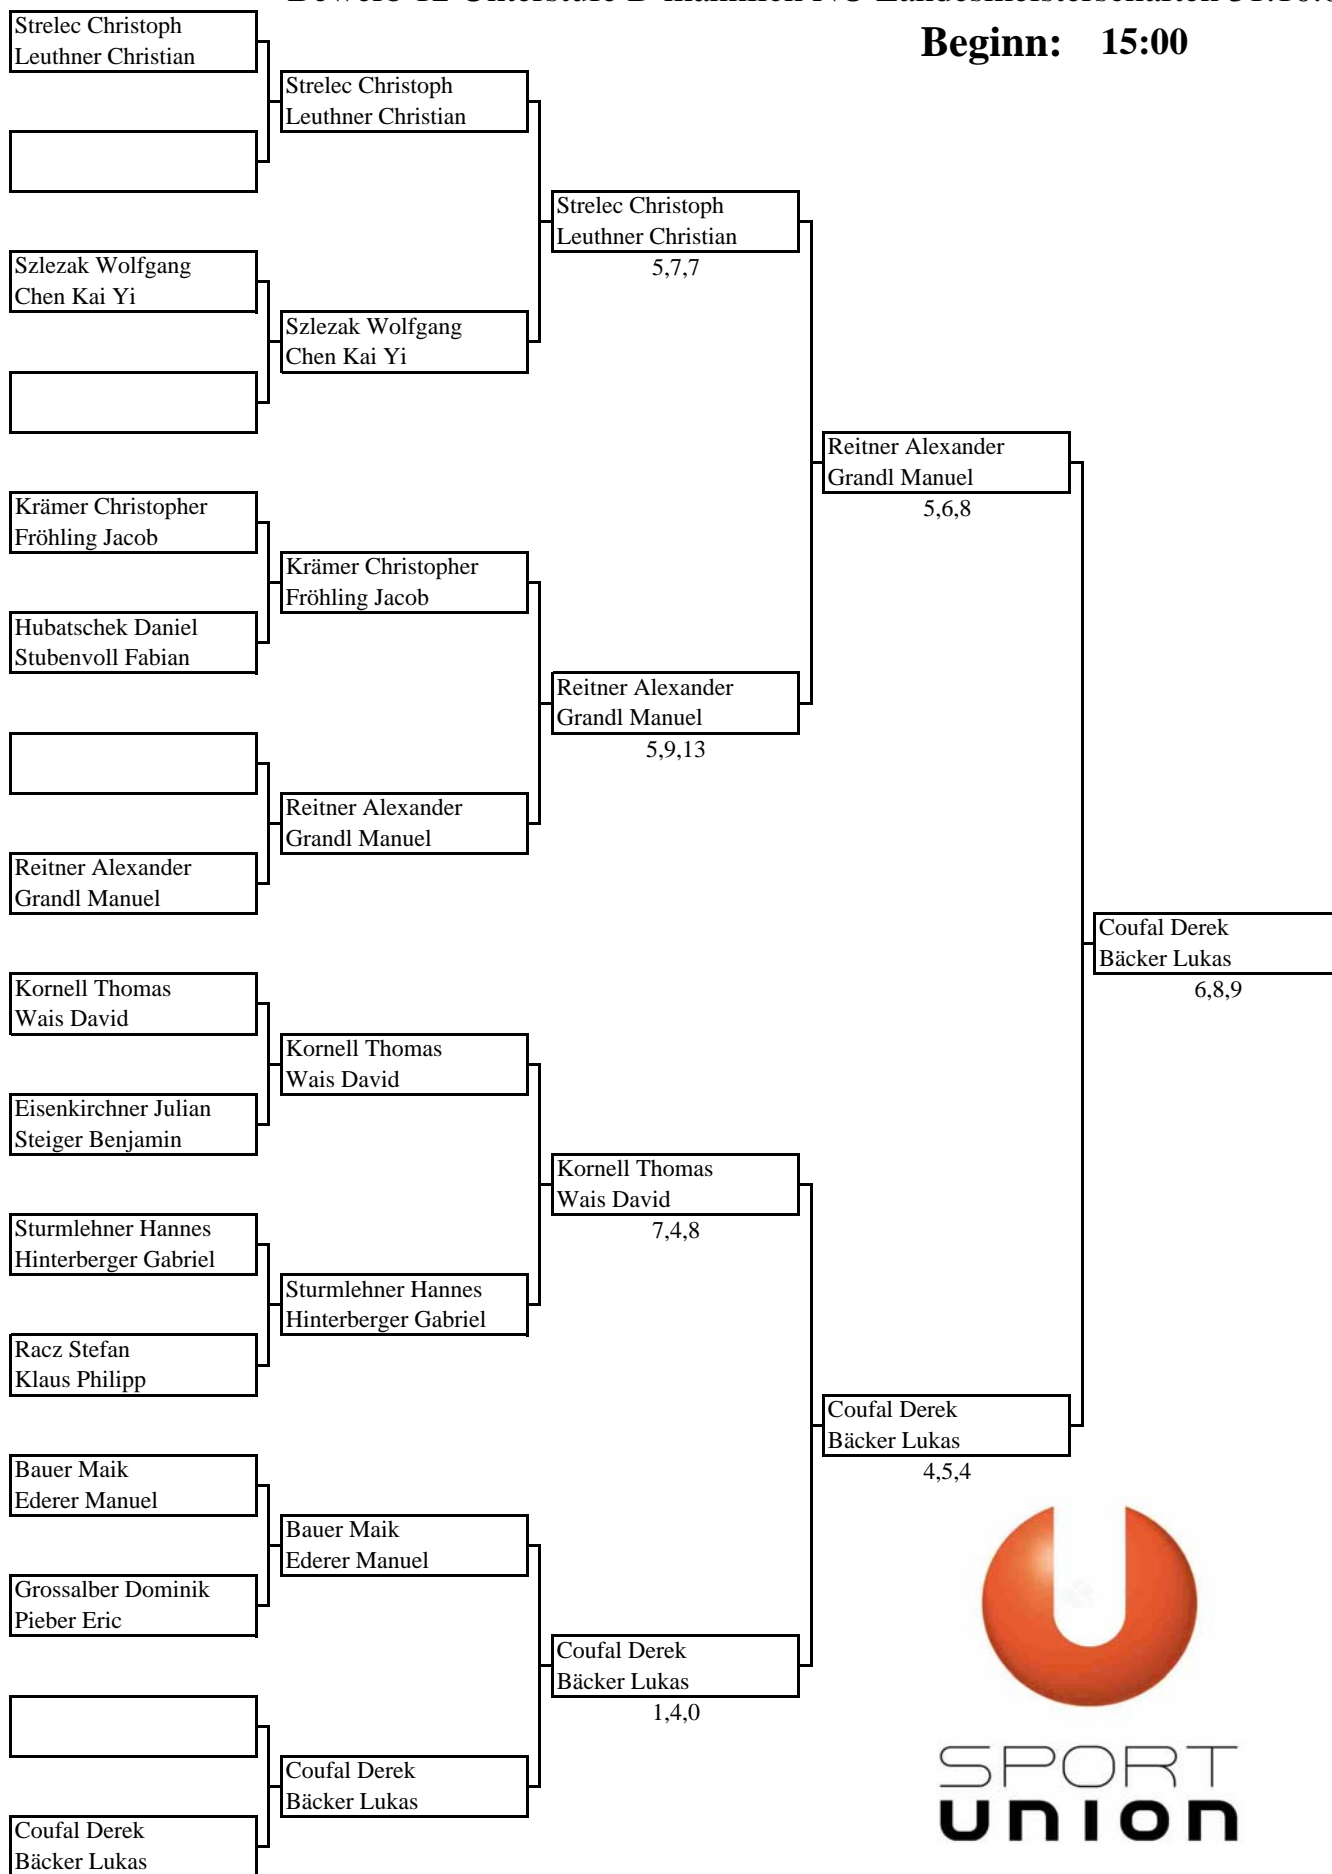 Beginn: 15:00
Strelec Christoph
Leuthner Christian
Szlezak Wolfgang
Chen Kai Yi
Krämer Christopher
Fröhling Jacob
Hubatschek Daniel
Stubenvoll Fabian
Reitner Alexander
Grandl Manuel
Kornell Thomas
Wais David
Eisenkirchner Julian
Steiger Benjamin
Sturmlehner Hannes
Hinterberger Gabriel
Racz Stefan
Klaus Philipp
Bauer Maik
Ederer Manuel
Grossalber Dominik
Pieber Eric
Coufal Derek
Bäcker Lukas
Strelec Christoph
Leuthner Christian
Szlezak Wolfgang
Chen Kai Yi
Krämer Christopher
Fröhling Jacob
Reitner Alexander
Grandl Manuel
Kornell Thomas
Wais David
Sturmlehner Hannes
Hinterberger Gabriel
Bauer Maik
Ederer Manuel
Coufal Derek
Bäcker Lukas
Strelec Christoph
Leuthner Christian
5,7,7
Reitner Alexander
Grandl Manuel
5,9,13
Kornell Thomas
Wais David
7,4,8
Coufal Derek
Bäcker Lukas
1,4,0
Reitner Alexander
Grandl Manuel
5,6,8
Coufal Derek
Bäcker Lukas
4,5,4
Coufal Derek
Bäcker Lukas
6,8,9
SPORT
UNION